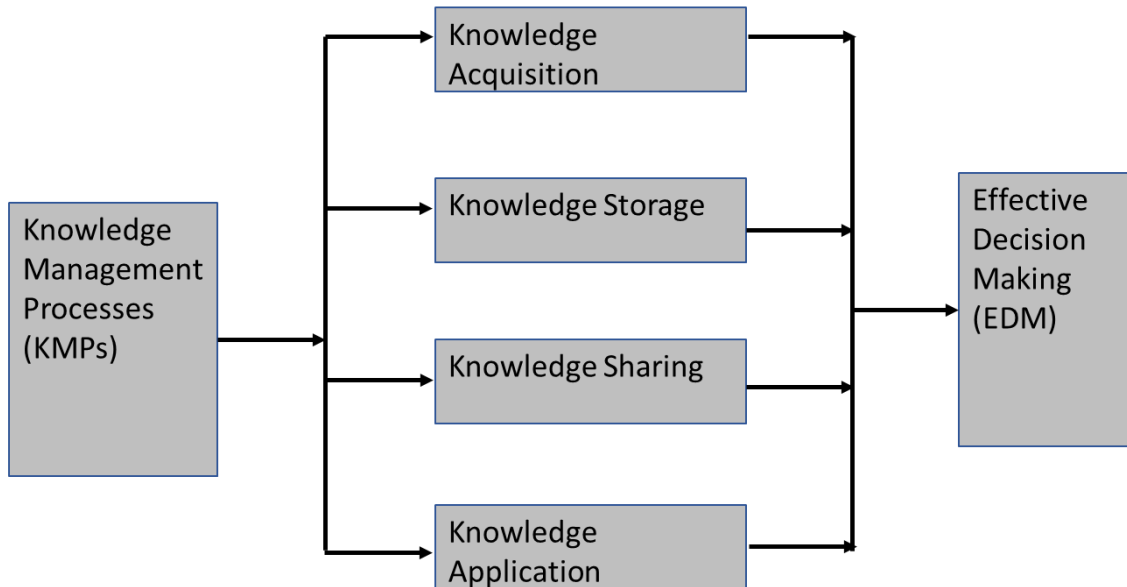 Knowledge
Acquisition
Knowledge Storage
Knowledge
Management
Processes
(KMPs)
Effective
Decision
Making
(EDM)
Knowledge Sharing
Knowledge
Application